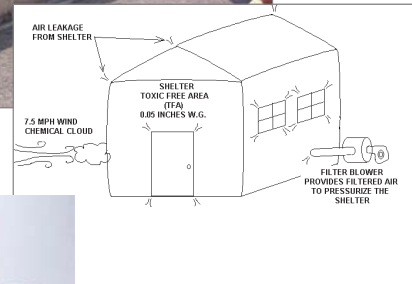 AIR LEAKAGE
FROM SHELTER
SHELTER
TOXIC FREE AREA
(TFA)
0.05 INCHES W.G.
7.5 MPH WIND
CHEMICAL CLOUD
FILTER BLOWER
PROVIDES FILTERED AIR
TO PRESSURIZE THE
SHELTER